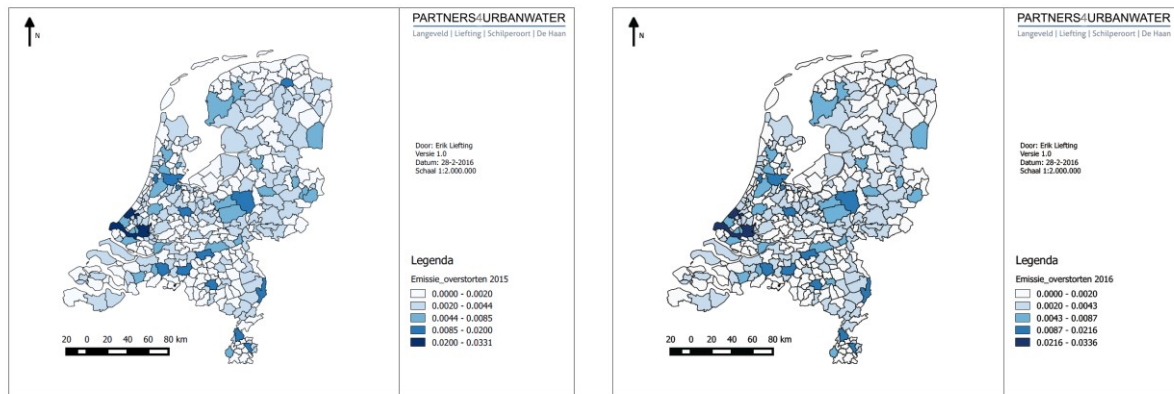 N
PARTNERS4URBANWATER
Langeveld | Liefting | Schilperoort | De Haan
Door: Erik Liefting
Versie 1.0
Datum: 28-2-2016
Schaal 1:2.000.000
Legenda
Emissie_overstorten 2015
0.0000 - 0.0020
0.0020 - 0.0044
0.0044 - 0.0085
0.0085 - 0.0200
0.0200 - 0.0331
20 0 20 40 60 80 km
N
PARTNERS4URBANWATER
Langeveld | Liefting | Schilperoort | De Haan
Door: Erik Liefting
Versie 1.0
Datum: 28-2-2016
Schaal 1:2.000.000
Legenda
Emissie_overstorten 2016
0.0000 - 0.0020
0.0020 - 0.0043
0.0043 - 0.0087
0.0087 - 0.0216
0.0216 - 0.0336
20 0 20 40 60 80 km